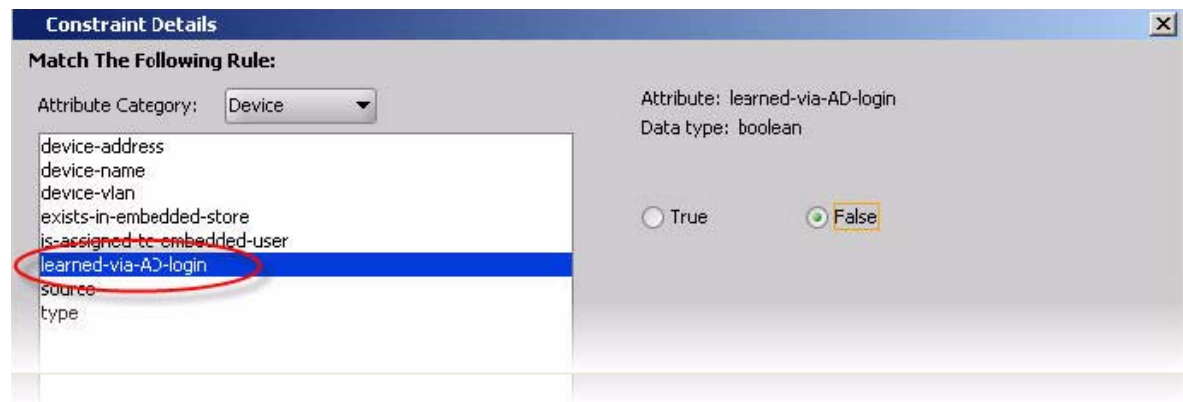 Constraint Details
Match The Following Rule:
Attribute Category: Device
device-address
device-name
device-vlan
exists-in-embedded-store
is-assigned-to-embedded-user
learned-via-AD-login
source
type
Attribute: learned-via-AD-login
Data type: boolean
True False